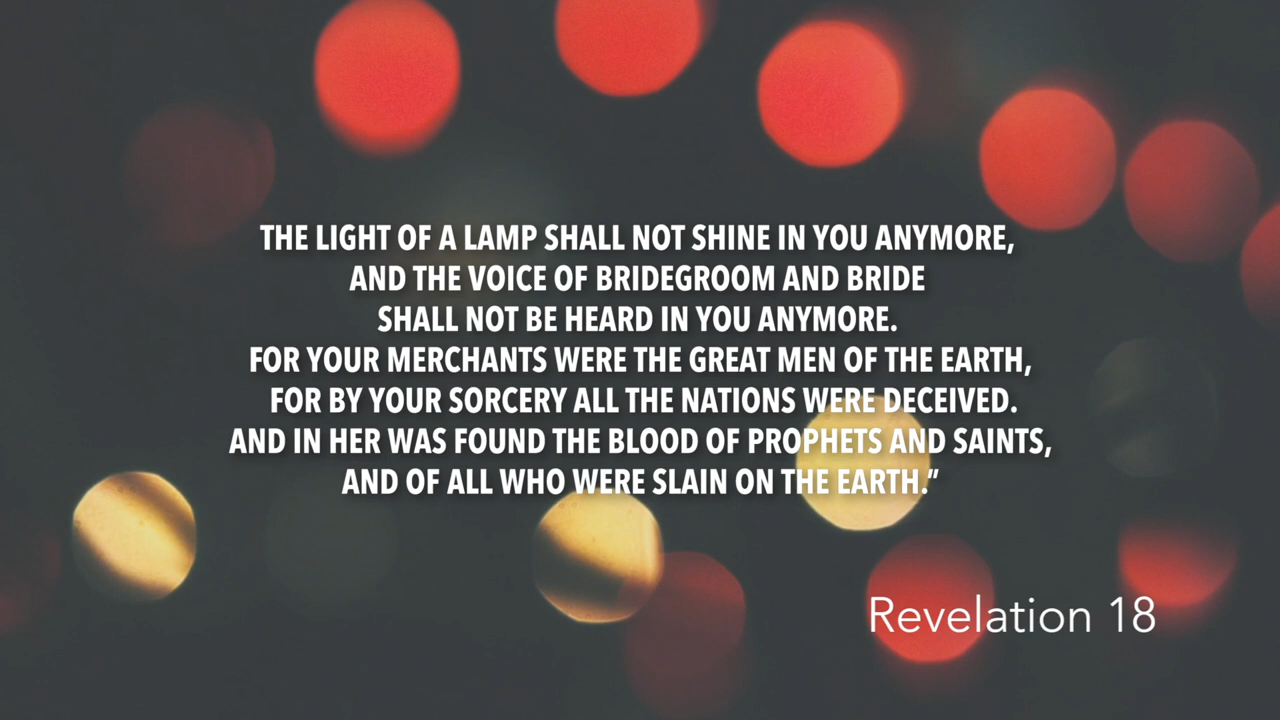 THE LIGHT OF A LAMP SHALL NOT SHINE IN YOU ANYMORE,
AND THE VOICE OF BRIDEGROOM AND BRIDE
SHALL NOT BE HEARD IN YOU ANYMORE.
FOR YOUR MERCHANTS WERE THE GREAT MEN OF THE EARTH,
FOR BY YOUR SORCERY ALL THE NATIONS WERE DECEIVED.
AND IN HER WAS FOUND THE BLOOD OF PROPHETS AND SAINTS,
AND OF ALL WHO WERE SLAIN ON THE EARTH.”
Revelation 18